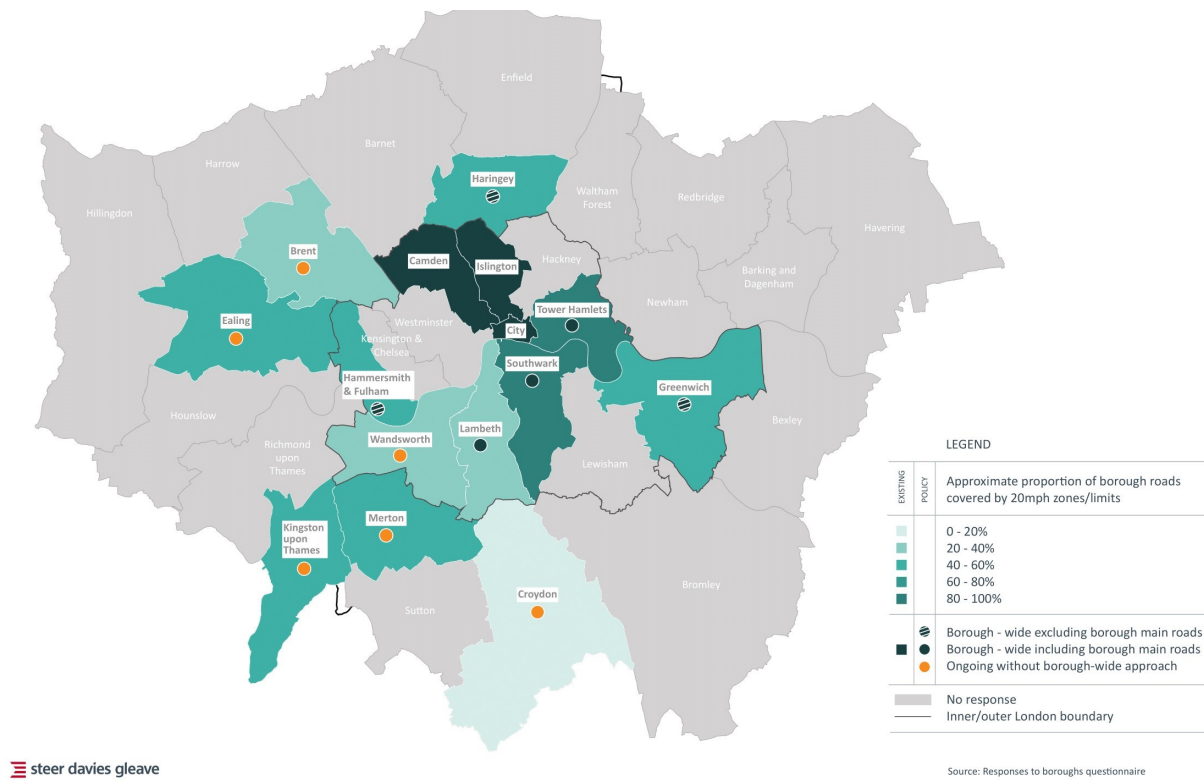 Enfield
Barnet
Harrow
Haringey
Waltham
Forest
Redbridge
Hillingdon
Havering
Brent
Camden
Islington
Hackney
Barking and
Dagenham
Newham
Tower Hamlets
Ealing
Westminster
City
Kensington &
Chelsea
Southwark
Hammersmith
& Fulham
Greenwich
Hounslow
Bexley
Wandsworth
Lambeth
Richmond
upon
Thames
Lewisham
Merton
Kingston
upon
Thames
Croydon
Sutton
Bromley
LEGEND
EXISTING
POLICY
Approximate proportion of borough roads
covered by 20mph zones/limits
0 - 20%
20 - 40%
40 - 60%
60 - 80%
80 - 100%
Borough - wide excluding borough main roads
Borough - wide including borough main roads
Ongoing without borough-wide approach
No response
Inner/outer London boundary
steer davies gleave
Source: Responses to boroughs questionnaire